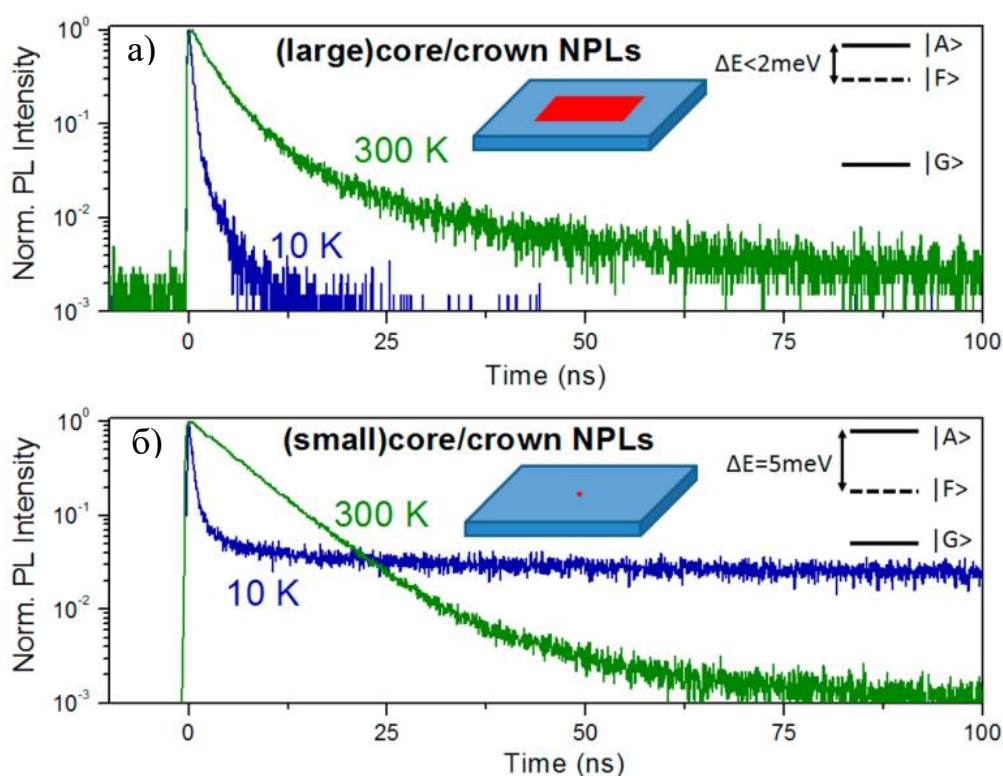 а)
(large)core/crown NPLs
ΔE<2meV
|A>
|F>
|G>
300 K
10 K
Norm. PL Intensity
10^0
10^-1
10^-2
10^-3
0 25 50 75 100
Time (ns)
б)
(small)core/crown NPLs
ΔE=5meV
|A>
|F>
|G>
300 K
10 K
Norm. PL Intensity
10^0
10^-1
10^-2
10^-3
0 25 50 75 100
Time (ns)